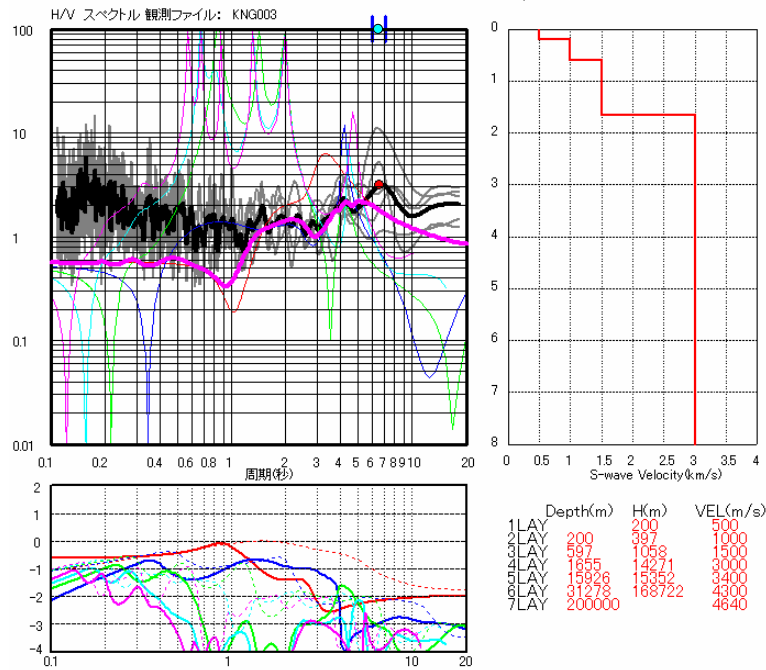 H/V スペクトル 観測ファイル: KNG003
100
10
1
0.1
0.01
0.1 0.2 0.4 0.6 0.8 1 2 3 4 5 6 7 8 9 10 20
周期(秒)
0
1
2
3
4
5
6
7
8
0 0.5 1 1.5 2 2.5 3 3.5 4
S-wave Velocity(km/s)
2
1
0
-1
-2
-3
-4
0.1 1 10 20
Depth(m) H(m) VEL(m/s)
1LAY 200 500
2LAY 200 397 1000
3LAY 597 1058 1500
4LAY 1655 14271 3000
5LAY 15926 15352 3400
6LAY 31278 168722 4300
7LAY 200000 4640